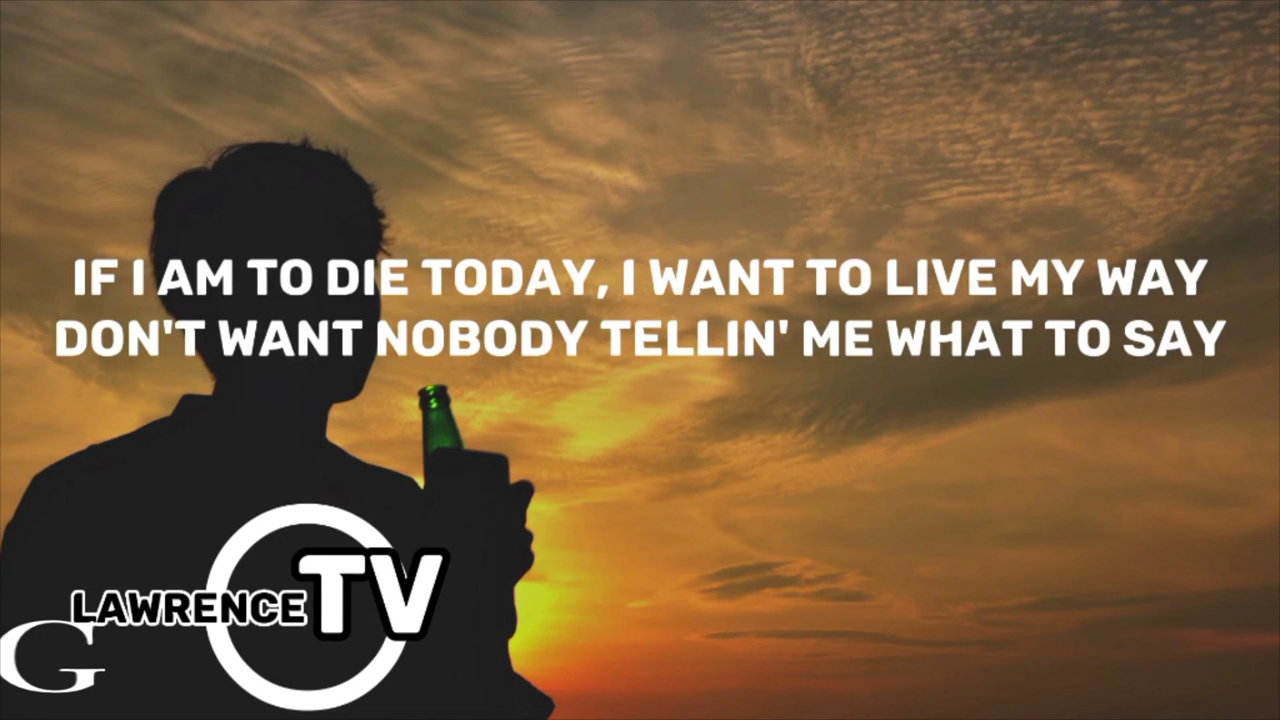 IF I AM TO DIE TODAY, I WANT TO LIVE MY WAY
DON'T WANT NOBODY TELLIN' ME WHAT TO SAY
LAWRENCE TV
G